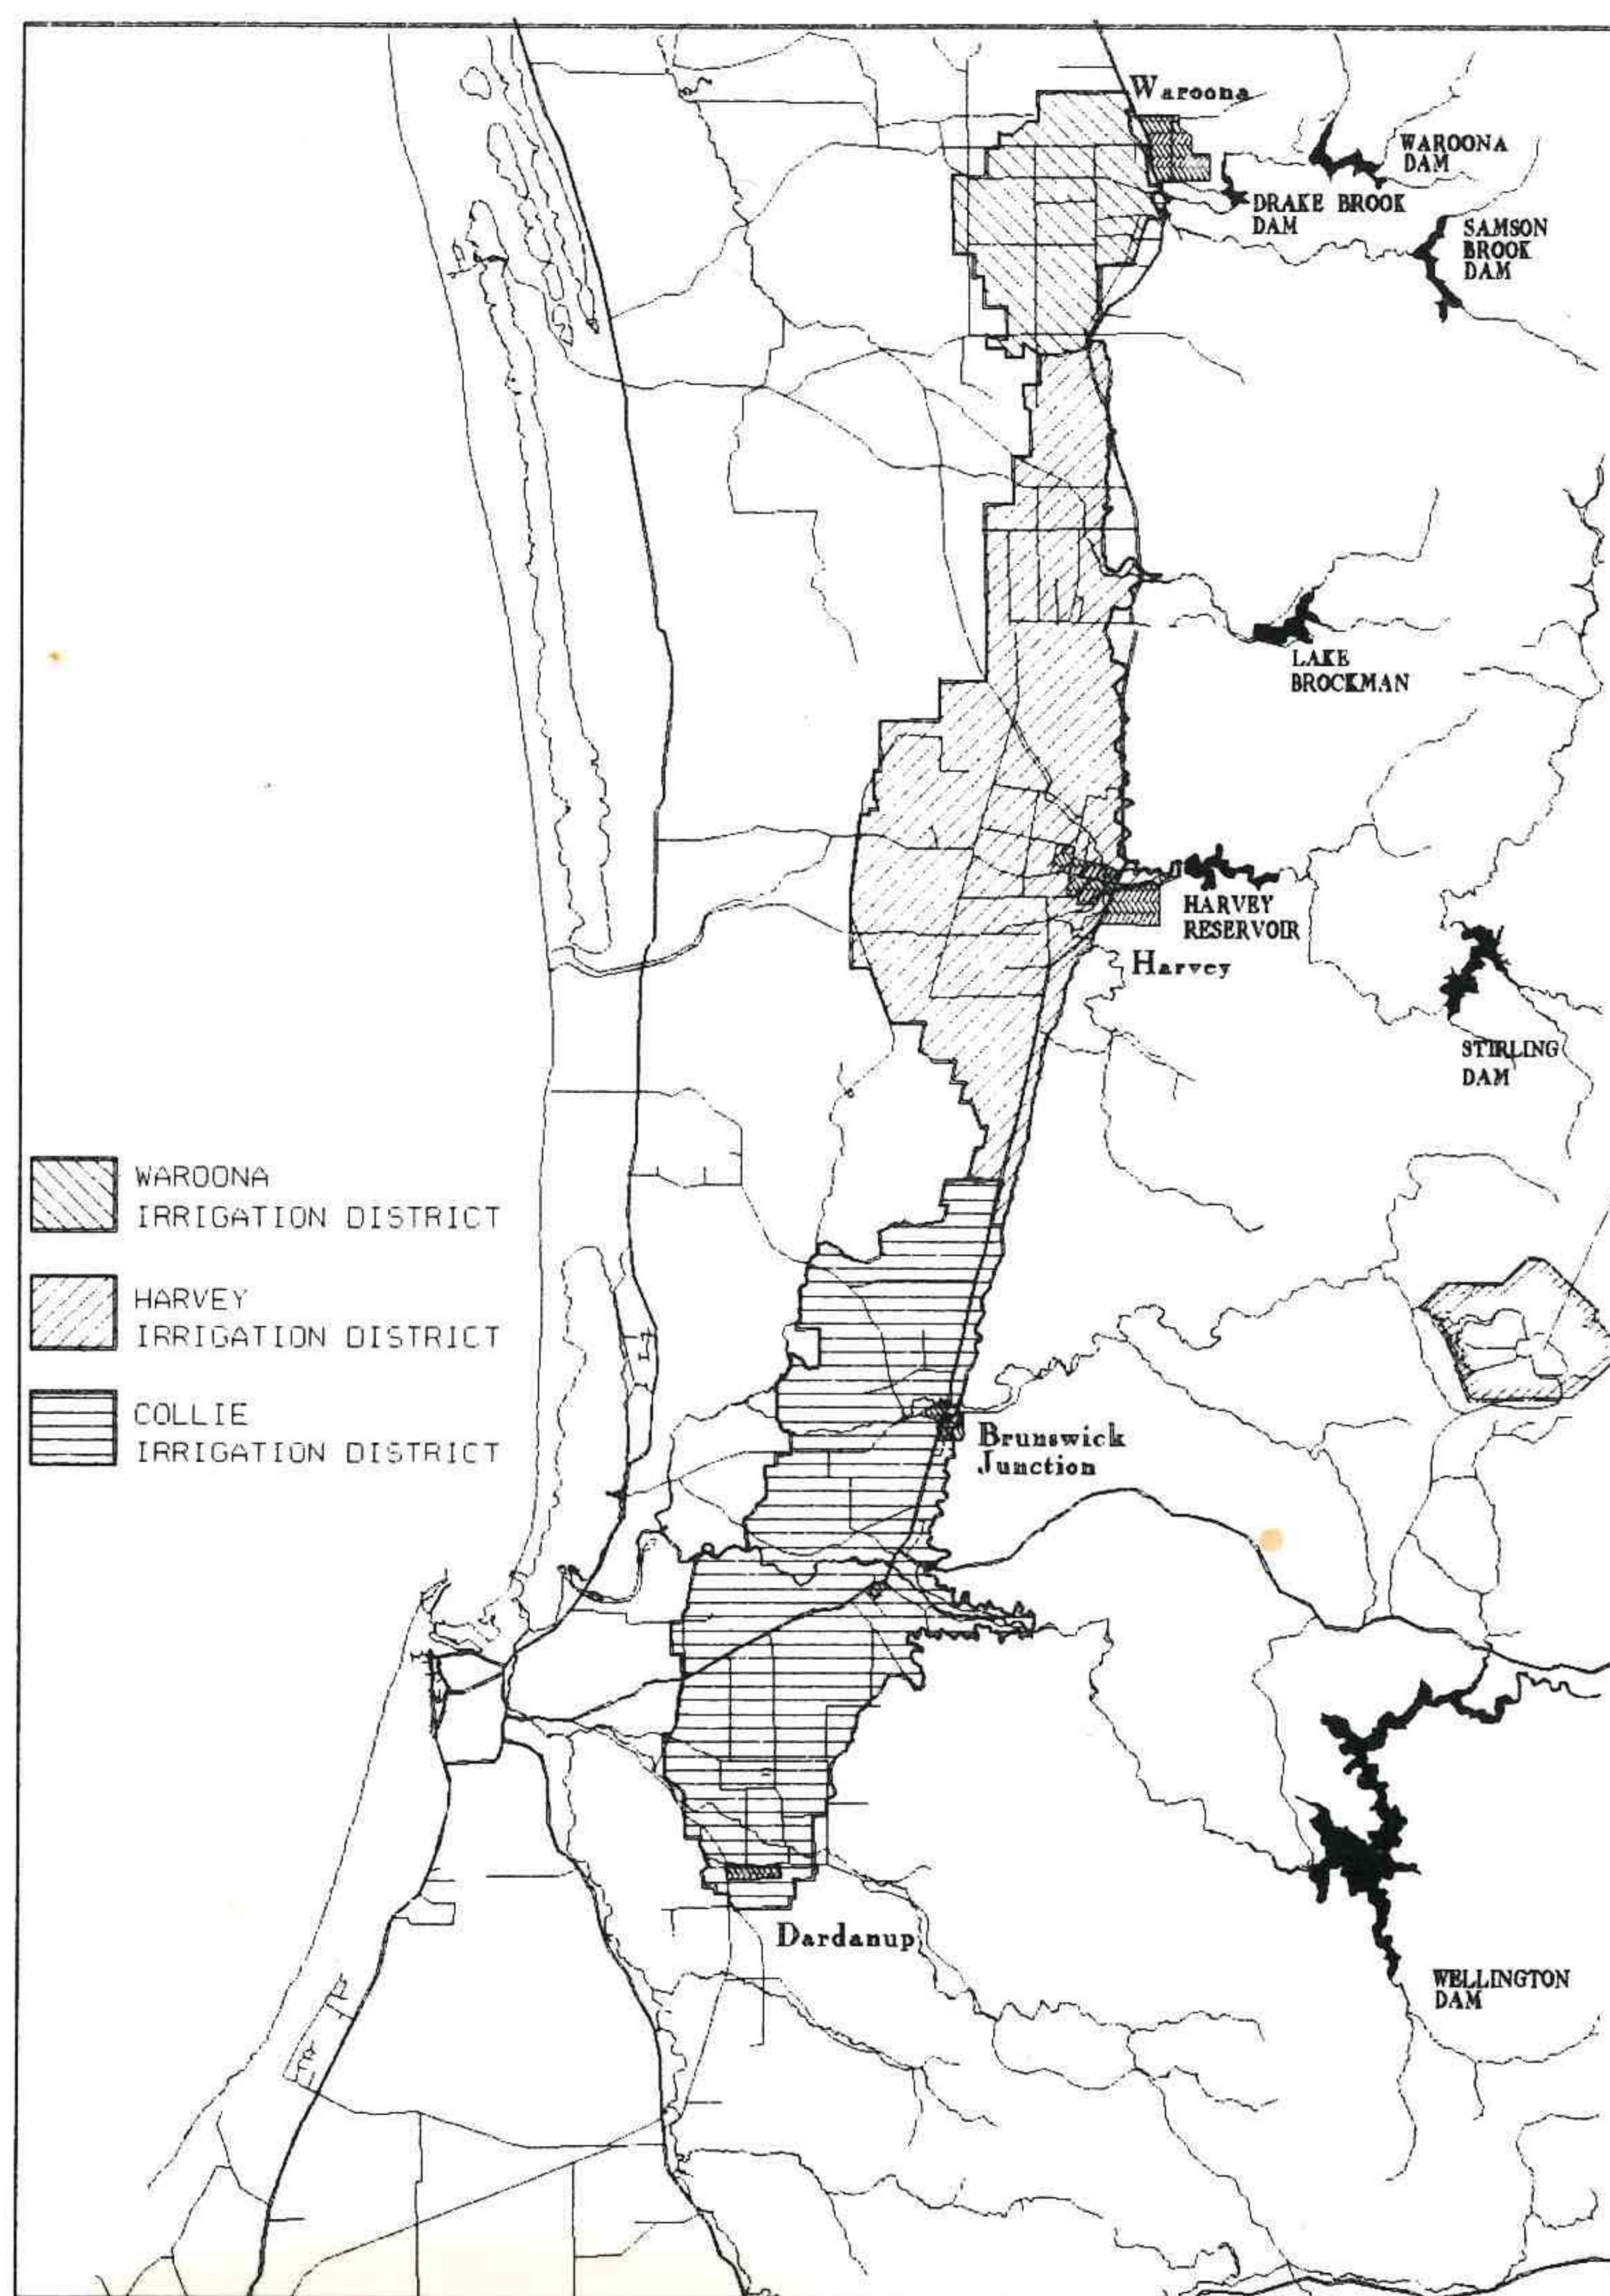 Waroona
WAROONA
DAM
DRAKE BROOK
DAM
SAMSON
BROOK
DAM
LAKE
BROCKMAN
HARVEY
RESERVOIR
Harvey
STIRLING
DAM
WAROONA
IRRIGATION DISTRICT
HARVEY
IRRIGATION DISTRICT
COLLIE
IRRIGATION DISTRICT
Brunswick
Junction
Dardanup
WELLINGTON
DAM